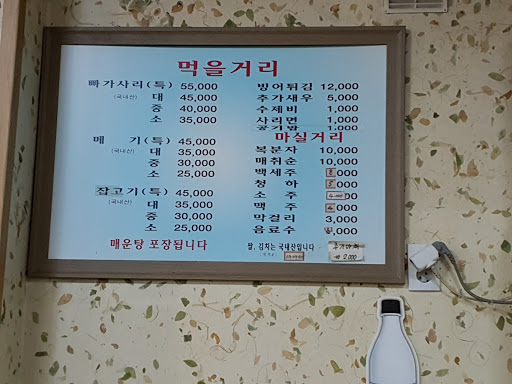 먹을거리
빠가사리(특) 55,000
(국내산) 대 45,000
중 40,000
소 35,000
메 기(특) 45,000
(국내산) 대 35,000
중 30,000
소 25,000
잡고기(특) 45,000
(국내산) 대 35,000
중 30,000
소 25,000
매운탕 포장됩니다
빙어튀김 12,000
추가새우 5,000
수제비 1,000
사리면 1,000
공기밥 1,000
마실거리
복분자 10,000
매취순 10,000
백세주 ,000
청 하 ,000
소 주 ,000
맥 주 ,000
막걸리 3,000
음료수 ,000
쌀, 김치는 국내산입니다
2,000